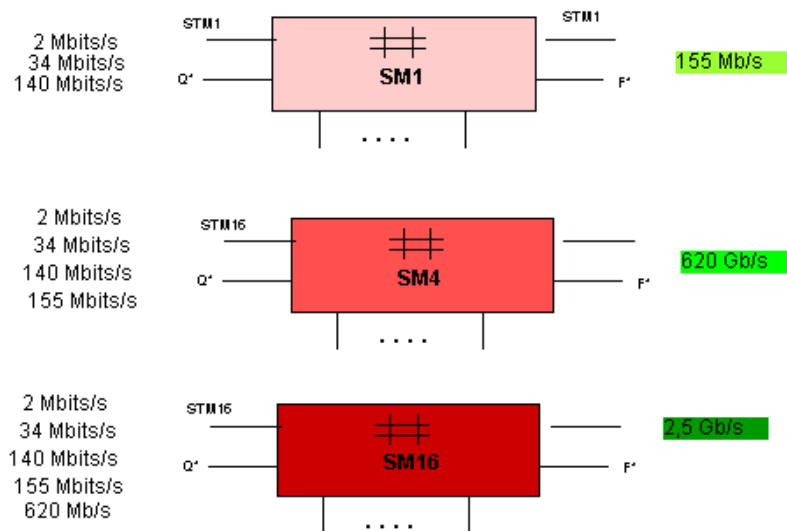 STM1
STM1
2 Mbits/s
34 Mbits/s
140 Mbits/s
155 Mb/s
Q*
SM1
F*
. . . .
2 Mbits/s
STM16
34 Mbits/s
140 Mbits/s
620 Gb/s
Q*
SM4
F*
155 Mbits/s
. . . .
2 Mbits/s
STM16
34 Mbits/s
2,5 Gb/s
140 Mbits/s
Q*
SM16
F*
155 Mbits/s
620 Mb/s
. . . .